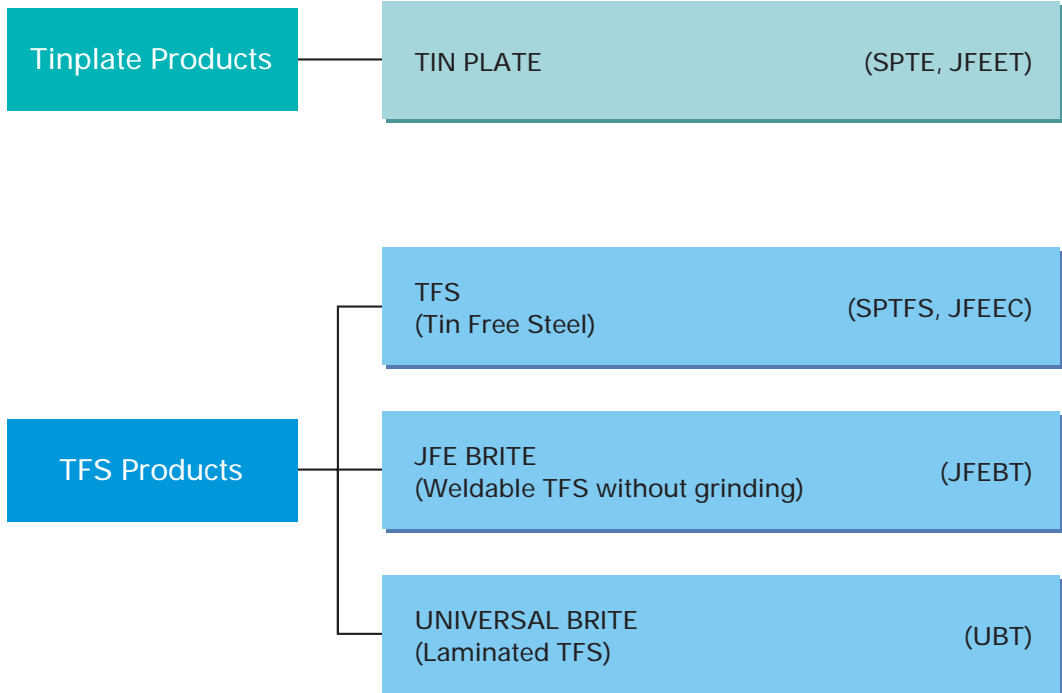 Tinplate Products
TIN PLATE (SPTE, JFEET)
TFS
(Tin Free Steel)
(SPTFS, JFEEC)
TFS Products
JFE BRITE
(Weldable TFS without grinding)
(JFEBT)
UNIVERSAL BRITE
(Laminated TFS)
(UBT)